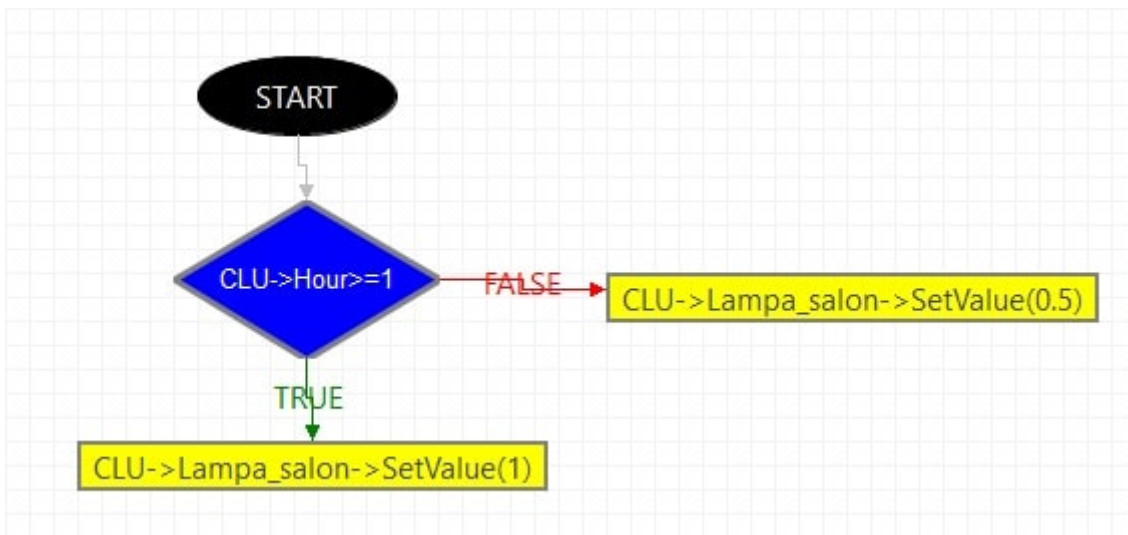 START
CLU->Hour>=1
FALSE
CLU->Lampa_salon->SetValue(0.5)
TRUE
CLU->Lampa_salon->SetValue(1)